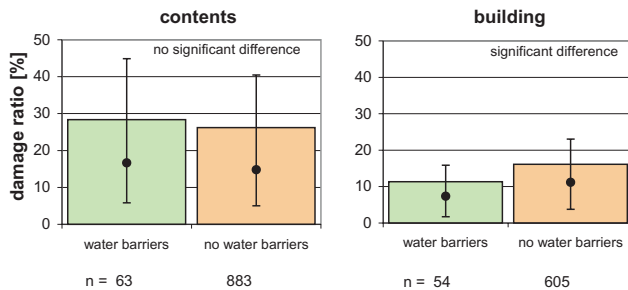 contents
building
damage ratio [%]
50
40
30
20
10
0
no significant difference
water barriers
no water barriers
n = 63
883
50
40
30
20
10
0
significant difference
water barriers
no water barriers
n = 54
605